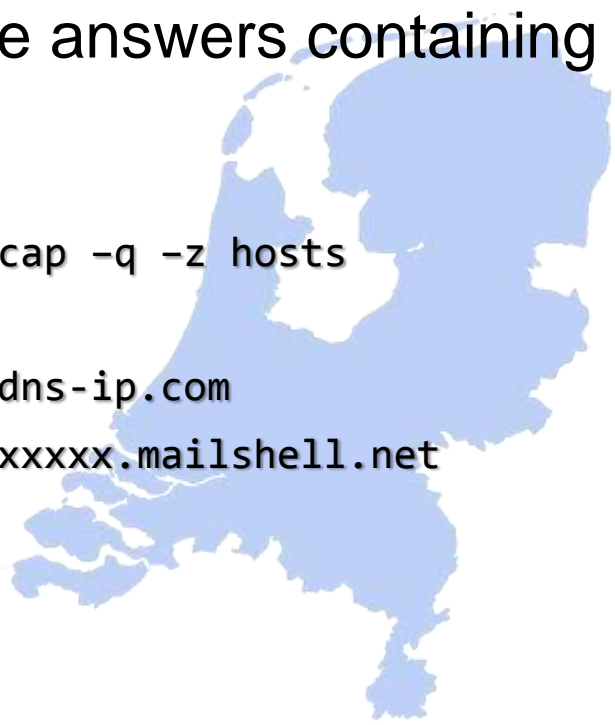 e answers containing
cap –q –z hosts
dns-ip.com
xxxxx.mailshell.net